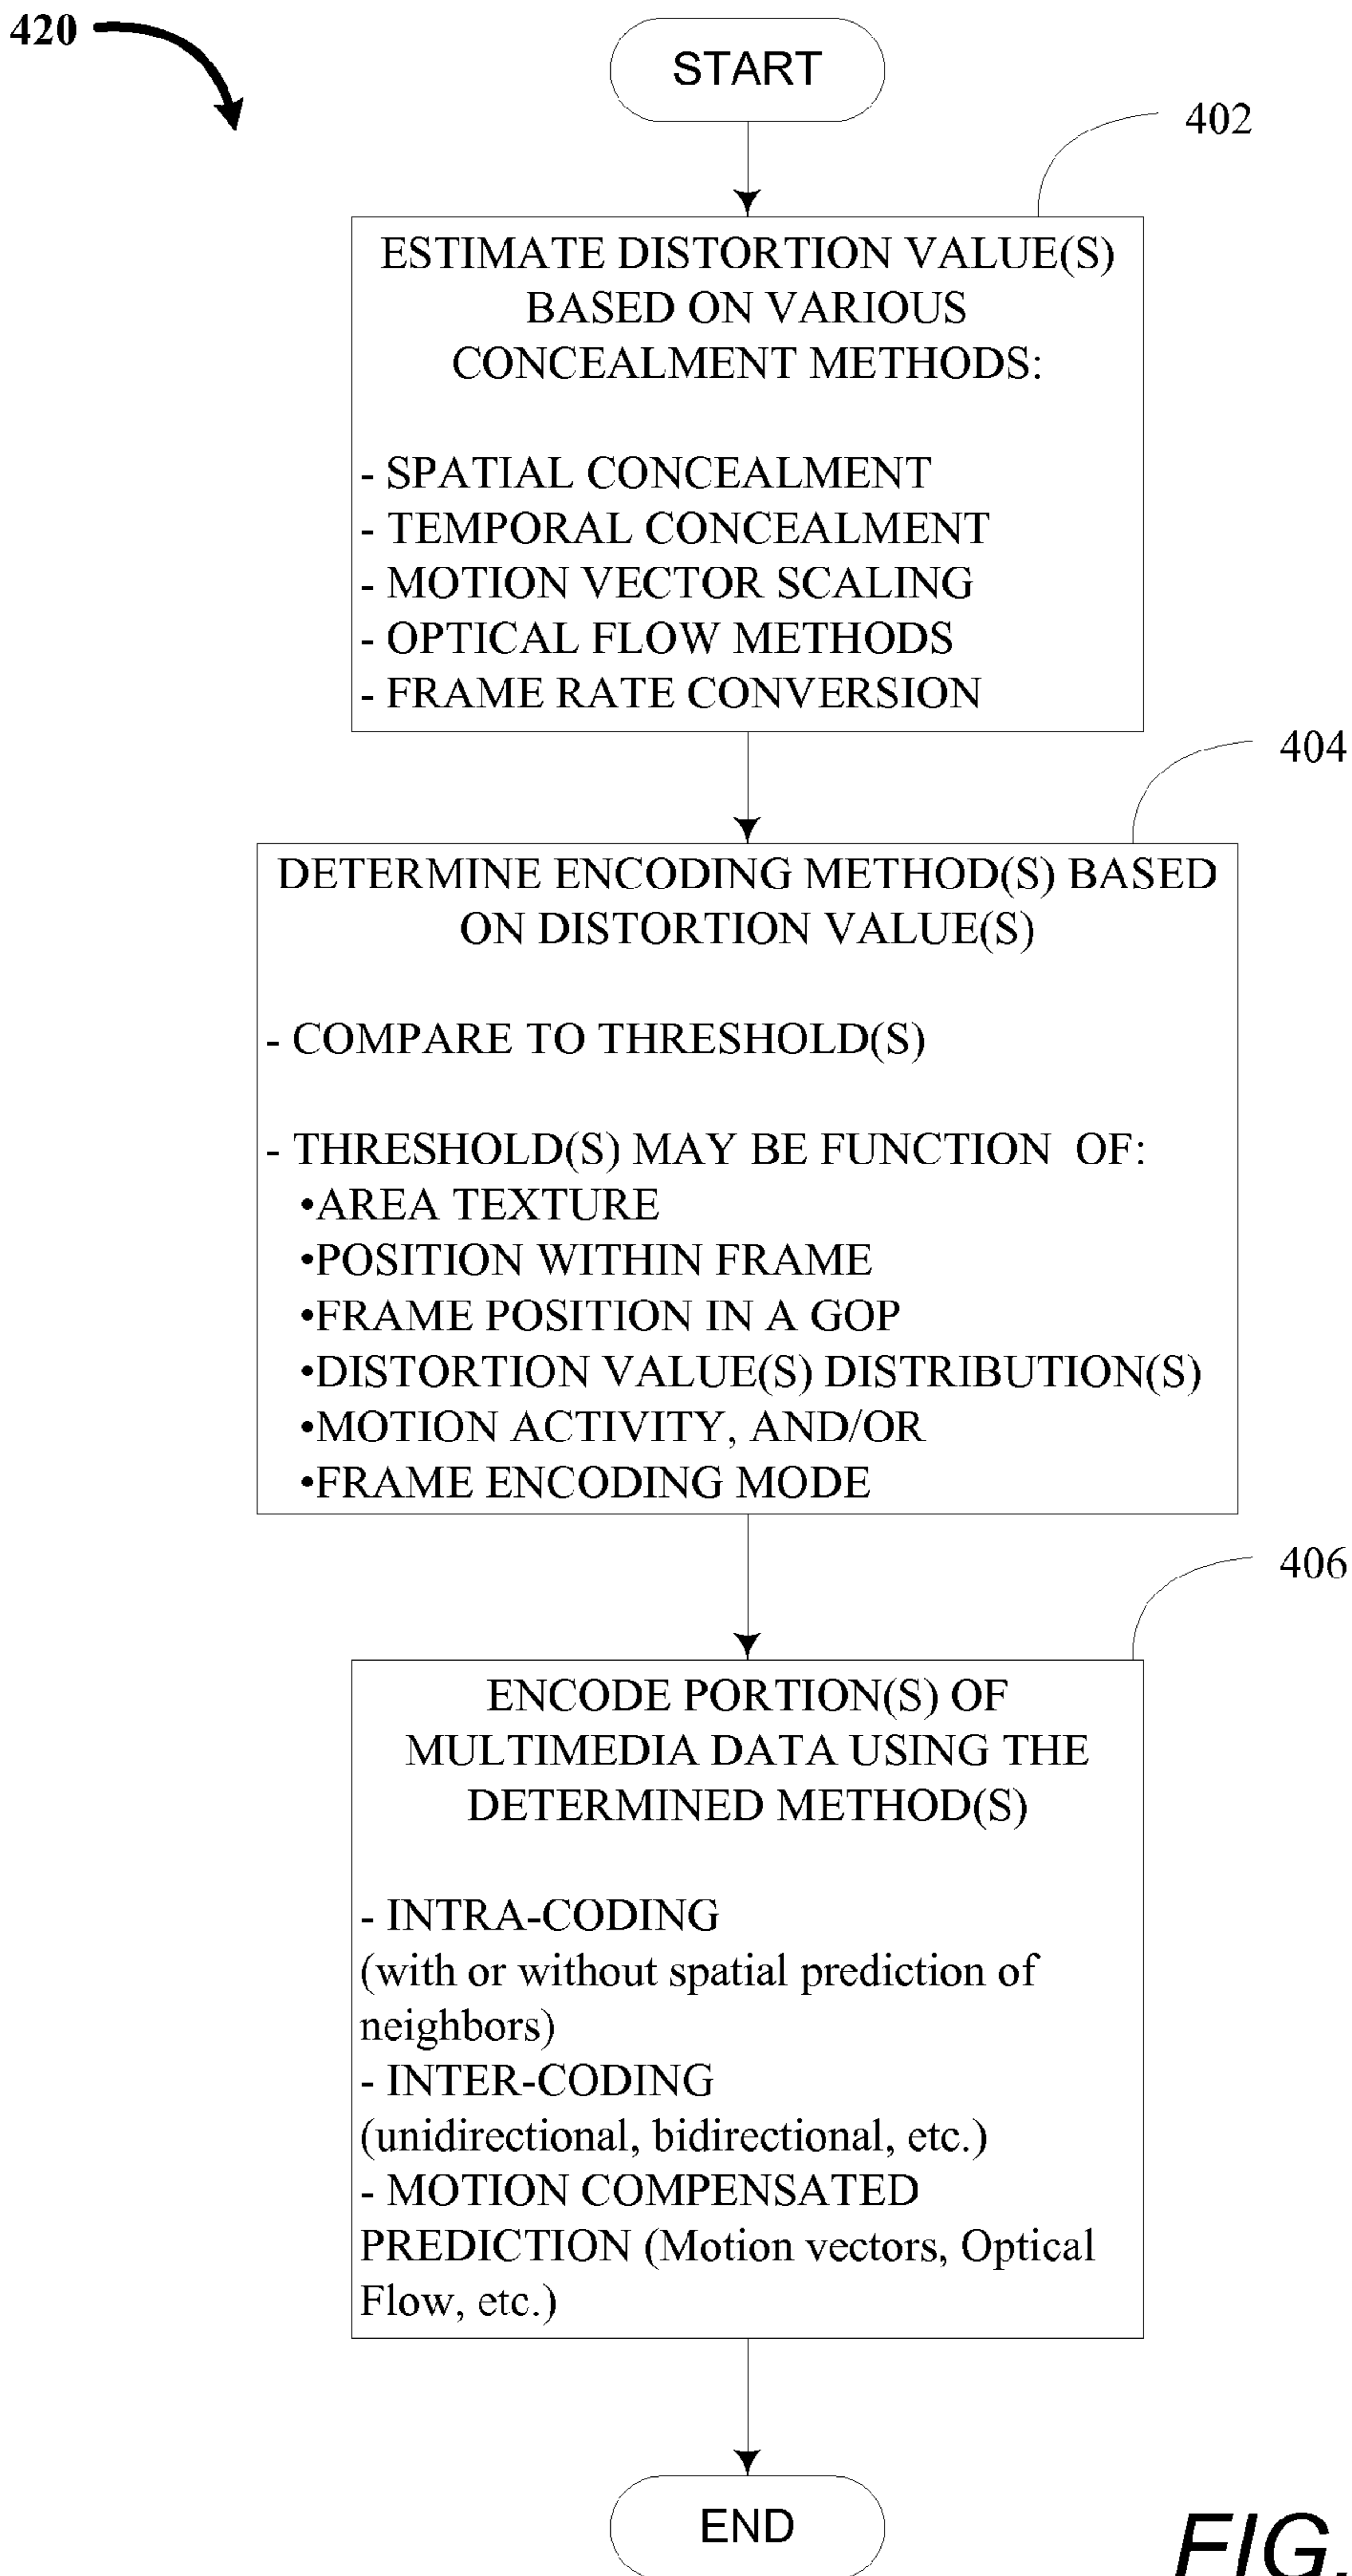 420
START
402
ESTIMATE DISTORTION VALUE(S)
BASED ON VARIOUS
CONCEALMENT METHODS:
- SPATIAL CONCEALMENT
- TEMPORAL CONCEALMENT
- MOTION VECTOR SCALING
- OPTICAL FLOW METHODS
- FRAME RATE CONVERSION
404
DETERMINE ENCODING METHOD(S) BASED
ON DISTORTION VALUE(S)
- COMPARE TO THRESHOLD(S)
- THRESHOLD(S) MAY BE FUNCTION OF:
•AREA TEXTURE
•POSITION WITHIN FRAME
•FRAME POSITION IN A GOP
•DISTORTION VALUE(S) DISTRIBUTION(S)
•MOTION ACTIVITY, AND/OR
•FRAME ENCODING MODE
406
ENCODE PORTION(S) OF
MULTIMEDIA DATA USING THE
DETERMINED METHOD(S)
- INTRA-CODING
(with or without spatial prediction of
neighbors)
- INTER-CODING
(unidirectional, bidirectional, etc.)
- MOTION COMPENSATED
PREDICTION (Motion vectors, Optical
Flow, etc.)
END
FIG.